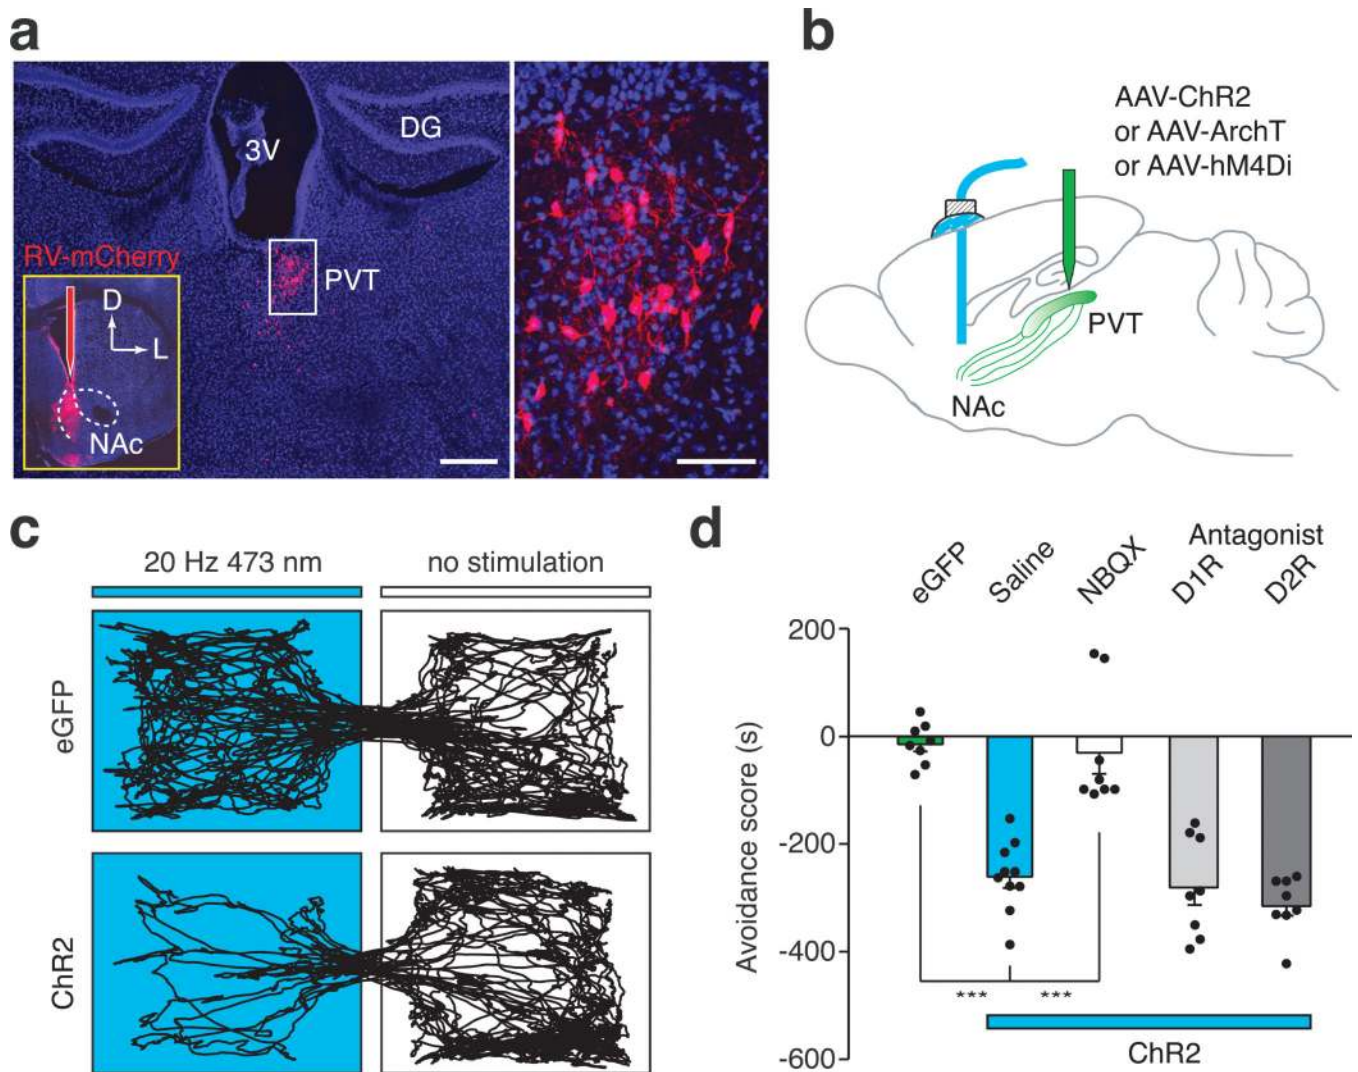 a
3V
DG
PVT
RV-mCherry
D
L
NAc
b
AAV-ChR2
or AAV-ArchT
or AAV-hM4Di
PVT
NAc
c
20 Hz 473 nm
no stimulation
eGFP
ChR2
d
Antagonist
eGFP
Saline
NBQX
D1R
D2R
200
0
-200
-400
-600
Avoidance score (s)
***
***
ChR2